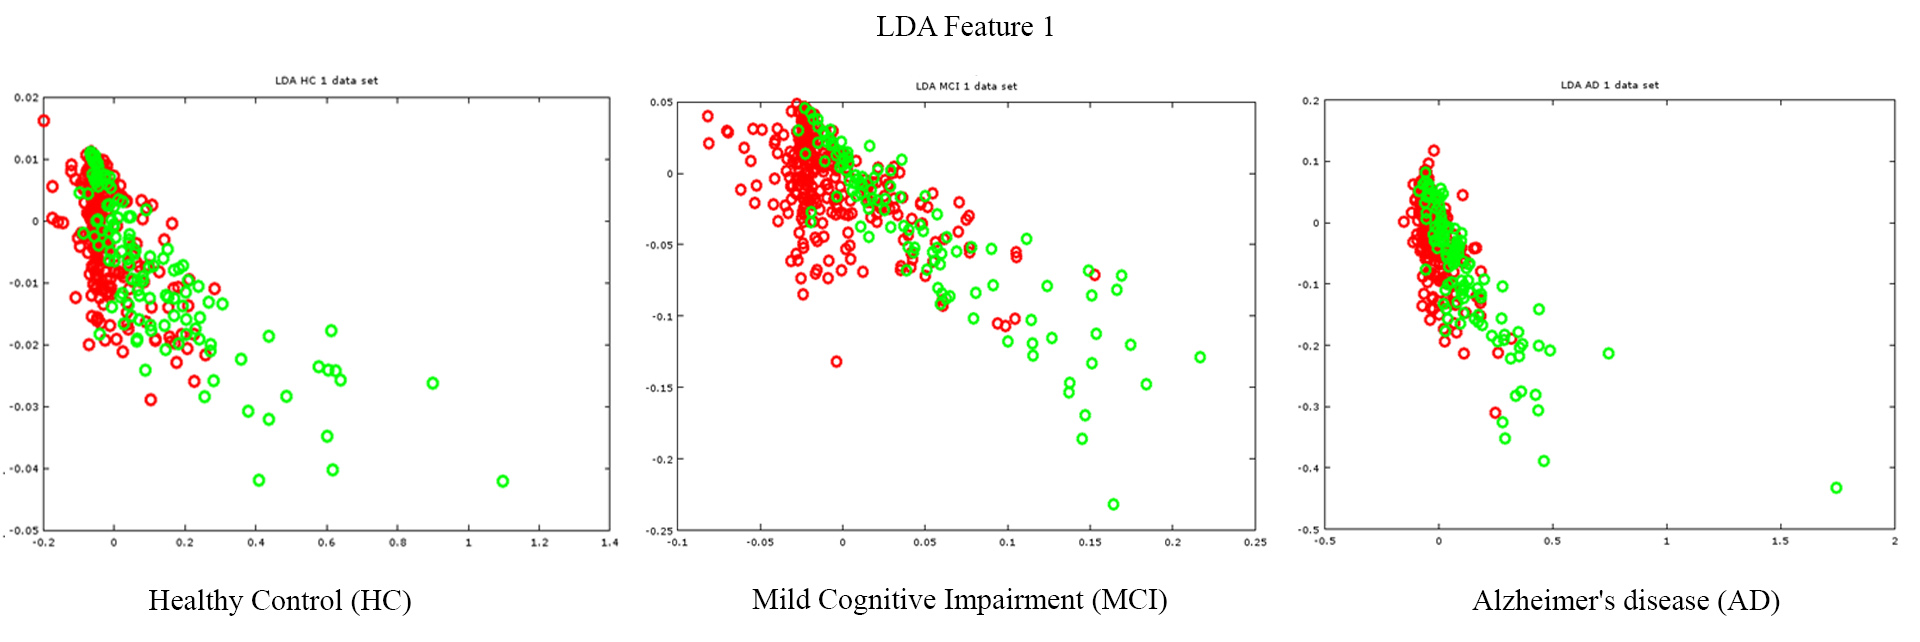 LDA Feature 1
LDA HC 1 data set
0.02
0.01
0
-0.01
-0.02
-0.03
-0.04
-0.05
-0.2 0 0.2 0.4 0.6 0.8 1 1.2 1.4
Healthy Control (HC)
LDA MCI 1 data set
0.05
0
-0.05
-0.1
-0.15
-0.2
-0.25
-0.1 -0.05 0 0.05 0.1 0.15 0.2 0.25
Mild Cognitive Impairment (MCI)
LDA AD 1 data set
0.2
0.1
0
-0.1
-0.2
-0.3
-0.4
-0.5
-0.5 0 0.5 1 1.5 2
Alzheimer's disease (AD)